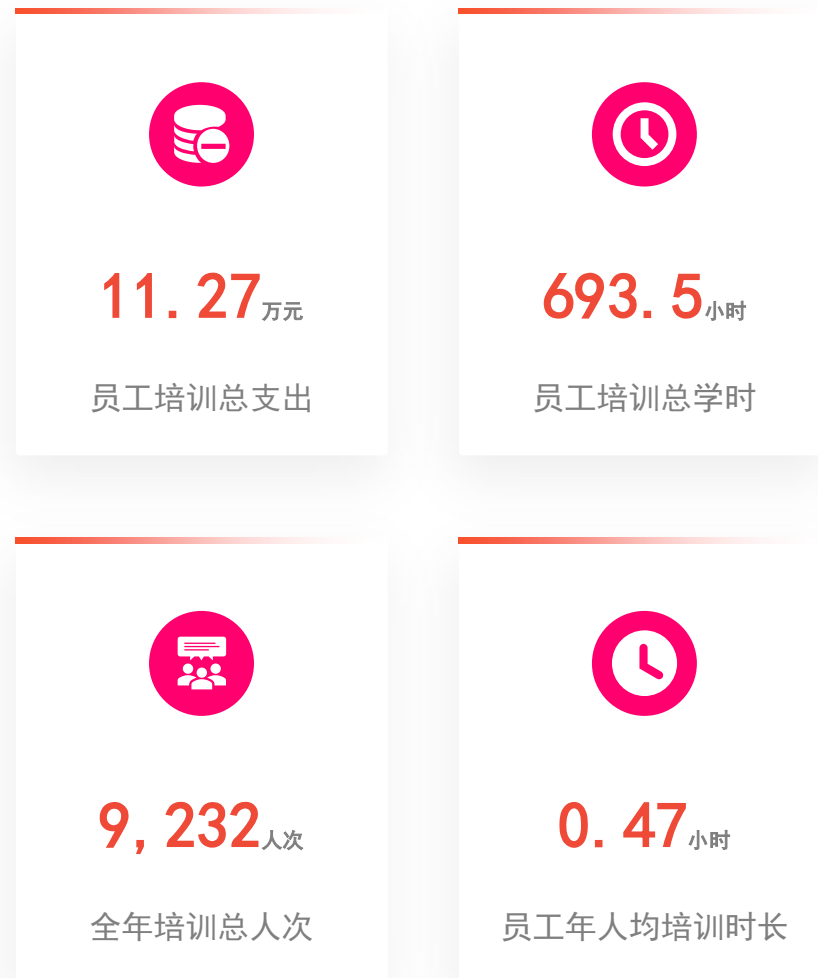 11.27万元
员工培训总支出
693.5小时
员工培训总学时
9,232人次
全年培训总人次
0.47小时
员工年人均培训时长